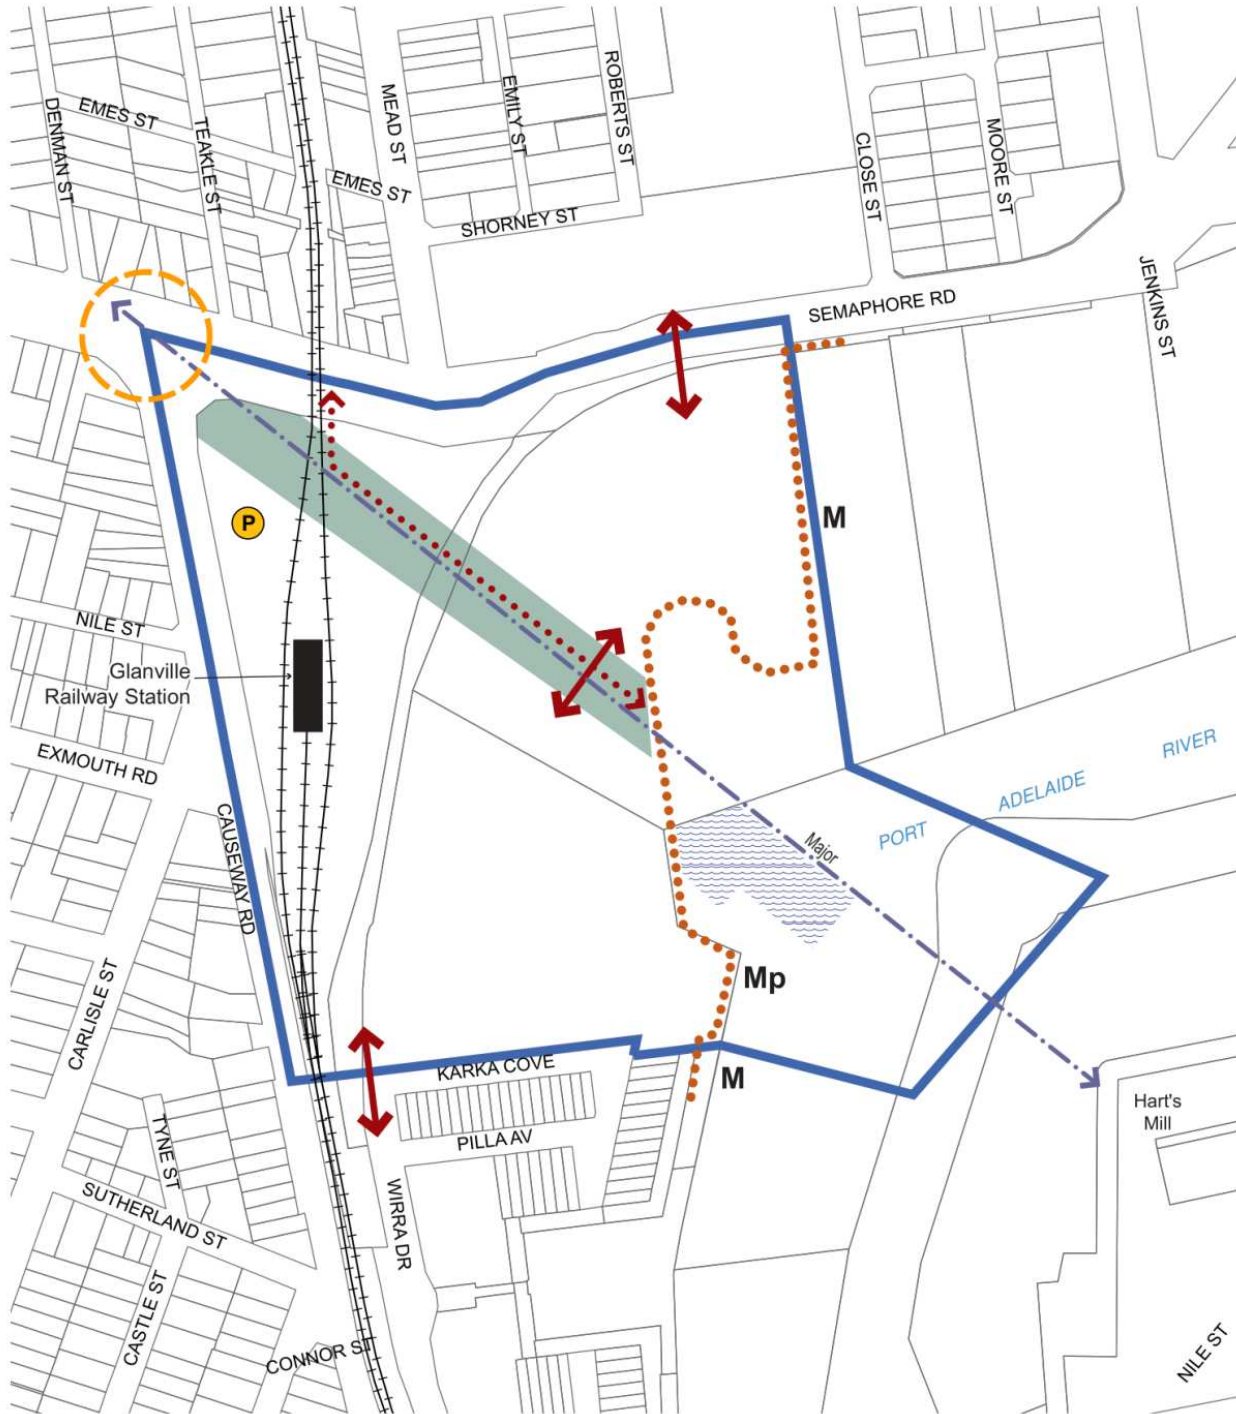 EMES ST
DENMAN ST
TEAKLE ST
MEAD ST
EMILY ST
ROBERTS ST
EMES ST
SHORNEY ST
CLOSE ST
MOORE ST
JENKINS ST
SEMAPHORE RD
P
M
NILE ST
Glanville
Railway Station
EXMOUTH RD
CAUSEWAY RD
RIVER
ADELAIDE
PORT
Major
CARLISLE ST
Mp
KARKA COVE
M
Hart's
Mill
PILLA AV
TYNE ST
SUTHERLAND ST
WIRRA DR
CASTLE ST
CONNOR ST
NILE ST